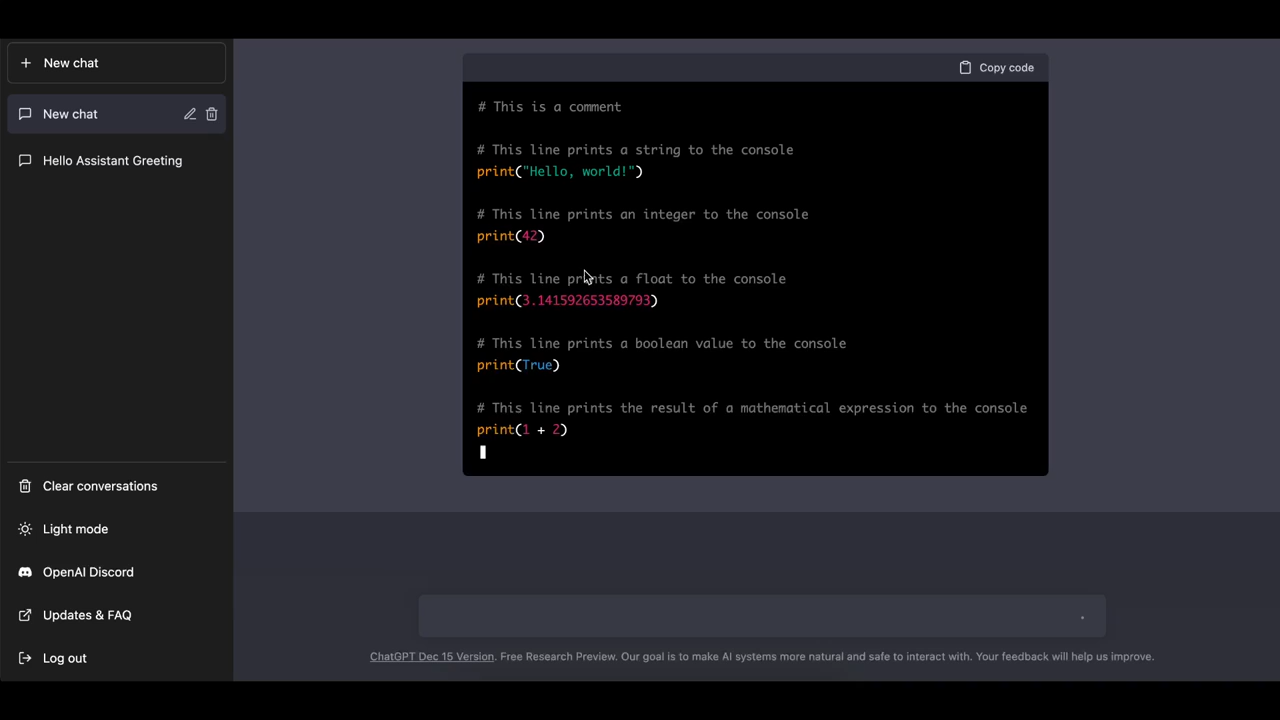 New chat
New chat
Hello Assistant Greeting
Clear conversations
Light mode
OpenAI Discord
Updates & FAQ
Log out
Copy code
# This is a comment
# This line prints a string to the console
print("Hello, world!")
# This line prints an integer to the console
print(42)
# This line prints a float to the console
print(3.141592653589793)
# This line prints a boolean value to the console
print(True)
# This line prints the result of a mathematical expression to the console
print(1 + 2)
ChatGPT Dec 15 Version. Free Research Preview. Our goal is to make AI systems more natural and safe to interact with. Your feedback will help us improve.